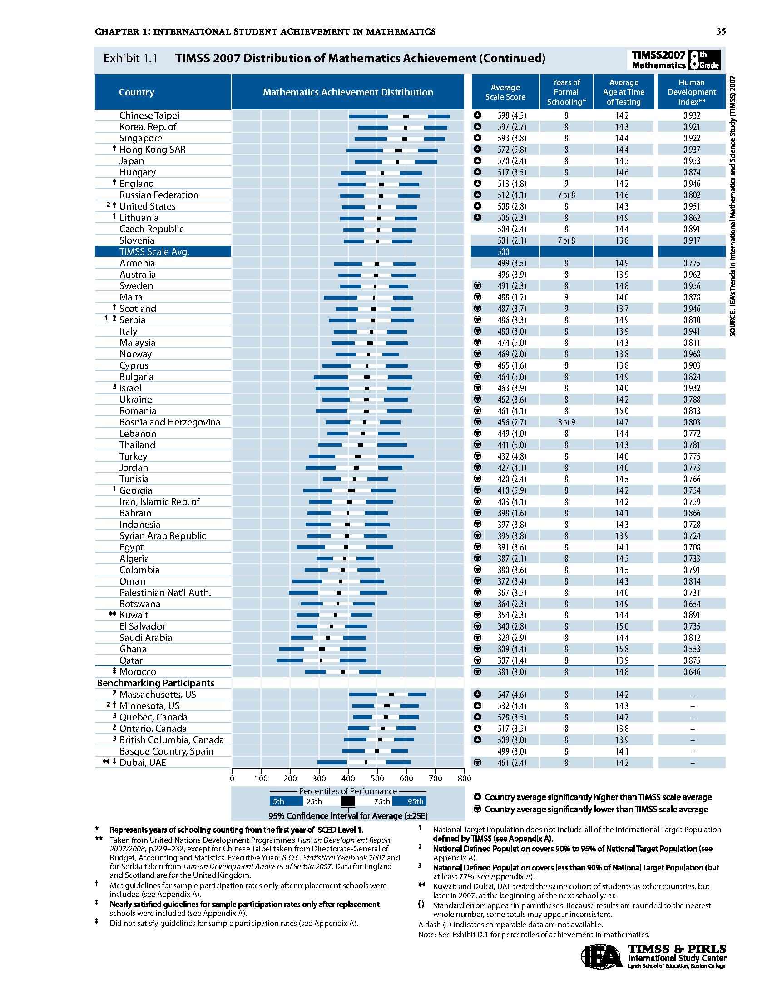 CHAPTER 1: INTERNATIONAL STUDENT ACHIEVEMENT IN MATHEMATICS 35
Exhibit 1.1 TIMSS 2007 Distribution of Mathematics Achievement (Continued)
TIMSS2007 Mathematics 8th Grade
Country Mathematics Achievement Distribution Average Scale Score Years of Formal Schooling* Average Age at Time of Testing Human Development Index**
Chinese Taipei 598 (4.5) 8 14.2 0.932
Korea, Rep. of 597 (2.7) 8 14.3 0.921
Singapore 593 (3.8) 8 14.4 0.922
† Hong Kong SAR 572 (5.8) 8 14.4 0.937
Japan 570 (2.4) 8 14.5 0.953
Hungary 517 (3.5) 8 14.6 0.874
† England 513 (4.8) 9 14.2 0.946
Russian Federation 512 (4.1) 7 or 8 14.6 0.802
2 † United States 508 (2.8) 8 14.3 0.951
1 Lithuania 506 (2.3) 8 14.9 0.862
Czech Republic 504 (2.4) 8 14.4 0.891
Slovenia 501 (2.1) 7 or 8 13.8 0.917
TIMSS Scale Avg. 500
Armenia 499 (3.5) 8 14.9 0.775
Australia 496 (3.9) 8 13.9 0.962
Sweden 491 (2.3) 8 14.8 0.956
Malta 488 (1.2) 9 14.0 0.878
† Scotland 487 (3.7) 9 13.7 0.946
1 2 Serbia 486 (3.3) 8 14.9 0.810
Italy 480 (3.0) 8 13.9 0.941
Malaysia 474 (5.0) 8 14.3 0.811
Norway 469 (2.0) 8 13.8 0.968
Cyprus 465 (1.6) 8 13.8 0.903
Bulgaria 464 (5.0) 8 14.9 0.824
3 Israel 463 (3.9) 8 14.0 0.932
Ukraine 462 (3.6) 8 14.2 0.788
Romania 461 (4.1) 8 15.0 0.813
Bosnia and Herzegovina 456 (2.7) 8 or 9 14.7 0.803
Lebanon 449 (4.0) 8 14.4 0.772
Thailand 441 (5.0) 8 14.3 0.781
Turkey 432 (4.8) 8 14.0 0.775
Jordan 427 (4.1) 8 14.0 0.773
Tunisia 420 (2.4) 8 14.5 0.766
1 Georgia 410 (5.9) 8 14.2 0.754
Iran, Islamic Rep. of 403 (4.1) 8 14.2 0.759
Bahrain 398 (1.6) 8 14.1 0.866
Indonesia 397 (3.8) 8 14.3 0.728
Syrian Arab Republic 395 (3.8) 8 13.9 0.724
Egypt 391 (3.6) 8 14.1 0.708
Algeria 387 (2.1) 8 14.5 0.733
Colombia 380 (3.6) 8 14.5 0.791
Oman 372 (3.4) 8 14.3 0.814
Palestinian Nat'l Auth. 367 (3.5) 8 14.0 0.731
Botswana 364 (2.3) 8 14.9 0.654
⧓ Kuwait 354 (2.3) 8 14.4 0.891
El Salvador 340 (2.8) 8 15.0 0.735
Saudi Arabia 329 (2.9) 8 14.4 0.812
Ghana 309 (4.4) 8 15.8 0.553
Qatar 307 (1.4) 8 13.9 0.875
‡ Morocco 381 (3.0) 8 14.8 0.646
Benchmarking Participants
2 Massachusetts, US 547 (4.6) 8 14.2 –
2 † Minnesota, US 532 (4.4) 8 14.3 –
3 Quebec, Canada 528 (3.5) 8 14.2 –
2 Ontario, Canada 517 (3.5) 8 13.8 –
3 British Columbia, Canada 509 (3.0) 8 13.9 –
Basque Country, Spain 499 (3.0) 8 14.1 –
⧓ ‡ Dubai, UAE 461 (2.4) 8 14.2 –
0 100 200 300 400 500 600 700 800
Percentiles of Performance
5th 25th 75th 95th
95% Confidence Interval for Average (±2SE)
Country average significantly higher than TIMSS scale average
Country average significantly lower than TIMSS scale average
SOURCE: IEA's Trends in International Mathematics and Science Study (TIMSS) 2007
* Represents years of schooling counting from the first year of ISCED Level 1.
** Taken from United Nations Development Programme's Human Development Report
2007/2008, p.229–232, except for Chinese Taipei taken from Directorate-General of
Budget, Accounting and Statistics, Executive Yuan, R.O.C. Statistical Yearbook 2007 and
for Serbia taken from Human Development Analyses of Serbia 2007. Data for England
and Scotland are for the United Kingdom.
† Met guidelines for sample participation rates only after replacement schools were
included (see Appendix A).
‡ Nearly satisfied guidelines for sample participation rates only after replacement
schools were included (see Appendix A).
‡ Did not satisfy guidelines for sample participation rates (see Appendix A).
1 National Target Population does not include all of the International Target Population
defined by TIMSS (see Appendix A).
2 National Defined Population covers 90% to 95% of National Target Population (see
Appendix A).
3 National Defined Population covers less than 90% of National Target Population (but
at least 77%, see Appendix A).
⧓ Kuwait and Dubai, UAE tested the same cohort of students as other countries, but
later in 2007, at the beginning of the next school year.
() Standard errors appear in parentheses. Because results are rounded to the nearest
whole number, some totals may appear inconsistent.
A dash (–) indicates comparable data are not available.
Note: See Exhibit D.1 for percentiles of achievement in mathematics.
IEA
TIMSS & PIRLS
International Study Center
Lynch School of Education, Boston College